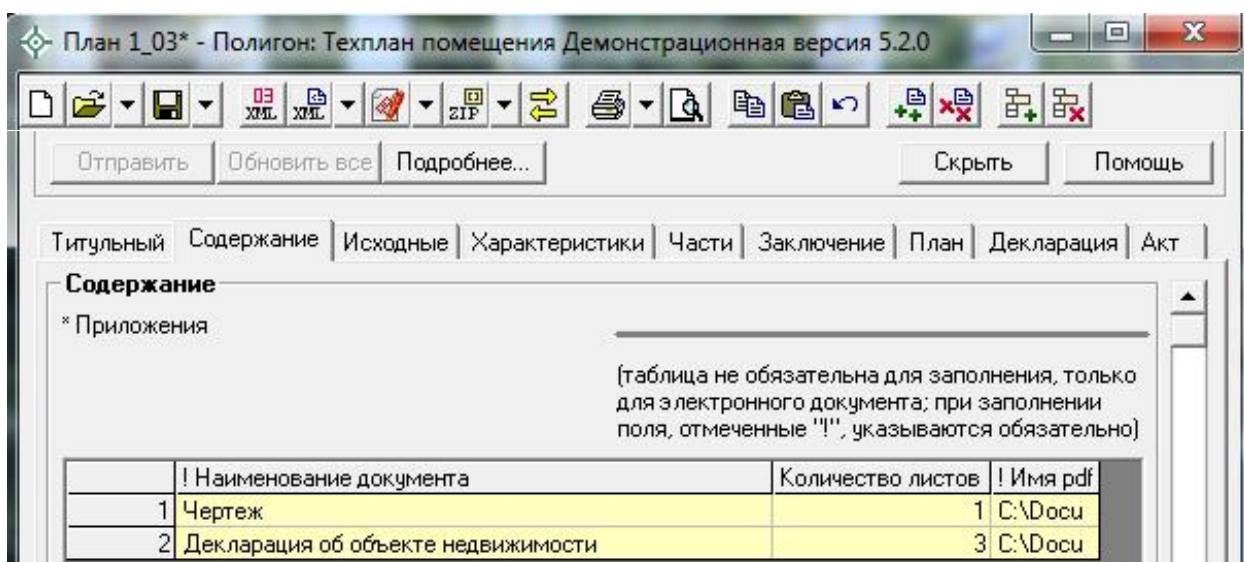 План 1_03* - Полигон: Техплан помещения Демонстрационная версия 5.2.0
03 XML XML ZIP
Отправить Обновить все Подробнее... Скрыть Помощь
Титульный Содержание Исходные Характеристики Части Заключение План Декларация Акт
Содержание
* Приложения
(таблица не обязательна для заполнения, только
для электронного документа; при заполнении
поля, отмеченные "!", указываются обязательно)
! Наименование документа Количество листов ! Имя pdf
1 Чертеж 1 C:\Docu
2 Декларация об объекте недвижимости 3 C:\Docu